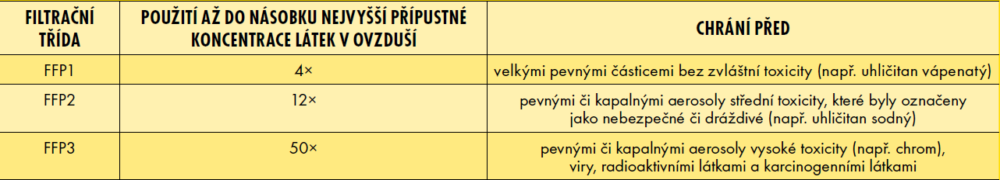 FILTRAČNÍ
TŘÍDA
POUŽITÍ AŽ DO NÁSOBKU NEJVYŠŠÍ PŘÍPUSTNÉ
KONCENTRACE LÁTEK V OVZDUŠÍ
CHRÁNÍ PŘED
FFP1
4×
velkými pevnými částicemi bez zvláštní toxicity (např. uhličitan vápenatý)
FFP2
12×
pevnými či kapalnými aerosoly střední toxicity, které byly označeny
jako nebezpečné či dráždivé (např. uhličitan sodný)
FFP3
50×
pevnými či kapalnými aerosoly vysoké toxicity (např. chrom),
viry, radioaktivními látkami a karcinogenními látkami